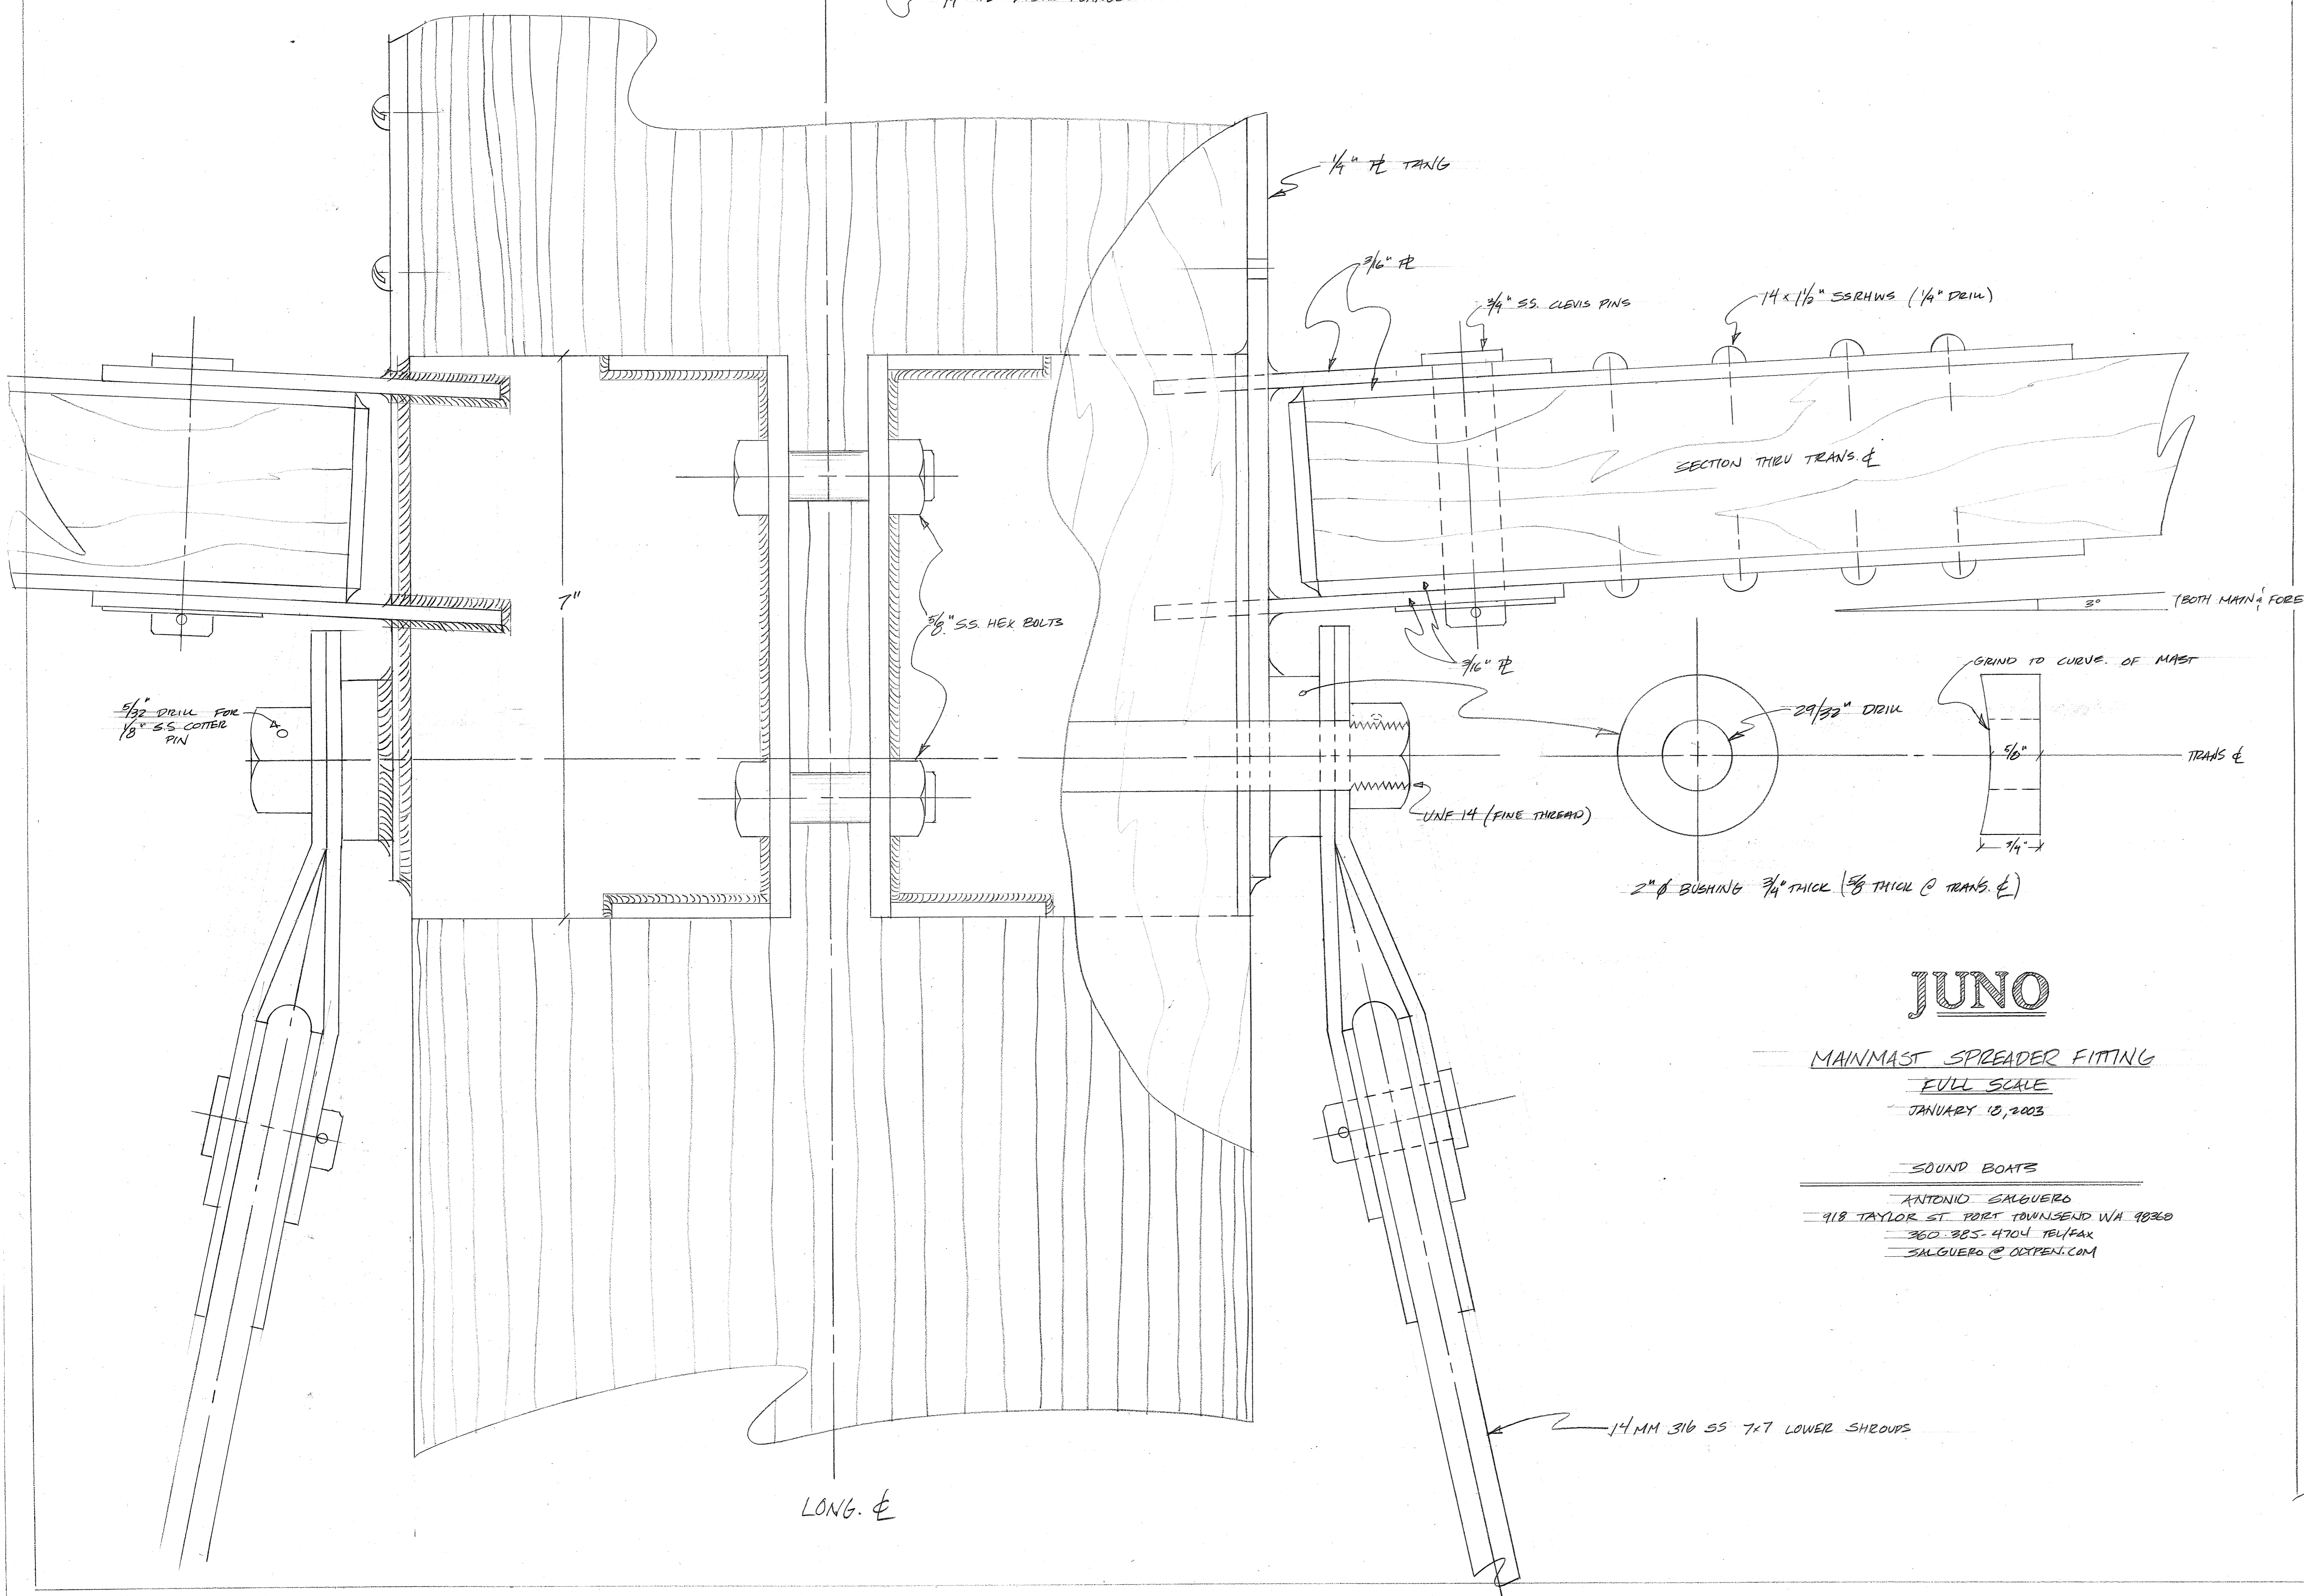 1/4" PL TANG
3/16" PL
3/4" SS. CLEVIS PINS
14 x 1 1/2" SSRHWS (1/4" DRILL)
SECTION THRU TRANS. ℄
7"
5/8" S.S. HEX BOLTS
3° (BOTH MAIN & FORE
3/16" PL
GRIND TO CURVE. OF MAST
5/32" DRILL FOR
1/8" S.S COTTER
PIN
29/32" DRILL
5/8"
TRANS ℄
UNF 14 (FINE THREAD)
3/4"
2" Ø BUSHING 3/4" THICK (5/8 THICK @ TRANS. ℄)
JUNO
MAINMAST SPREADER FITTING
FULL SCALE
JANUARY 18, 2003
SOUND BOATS
ANTONIO SALGUERO
918 TAYLOR ST PORT TOWNSEND WA 98368
360-385-4704 TEL/FAX
SALGUERO @ OLYPEN.COM
14 MM 316 SS 7x7 LOWER SHROUDS
LONG. ℄